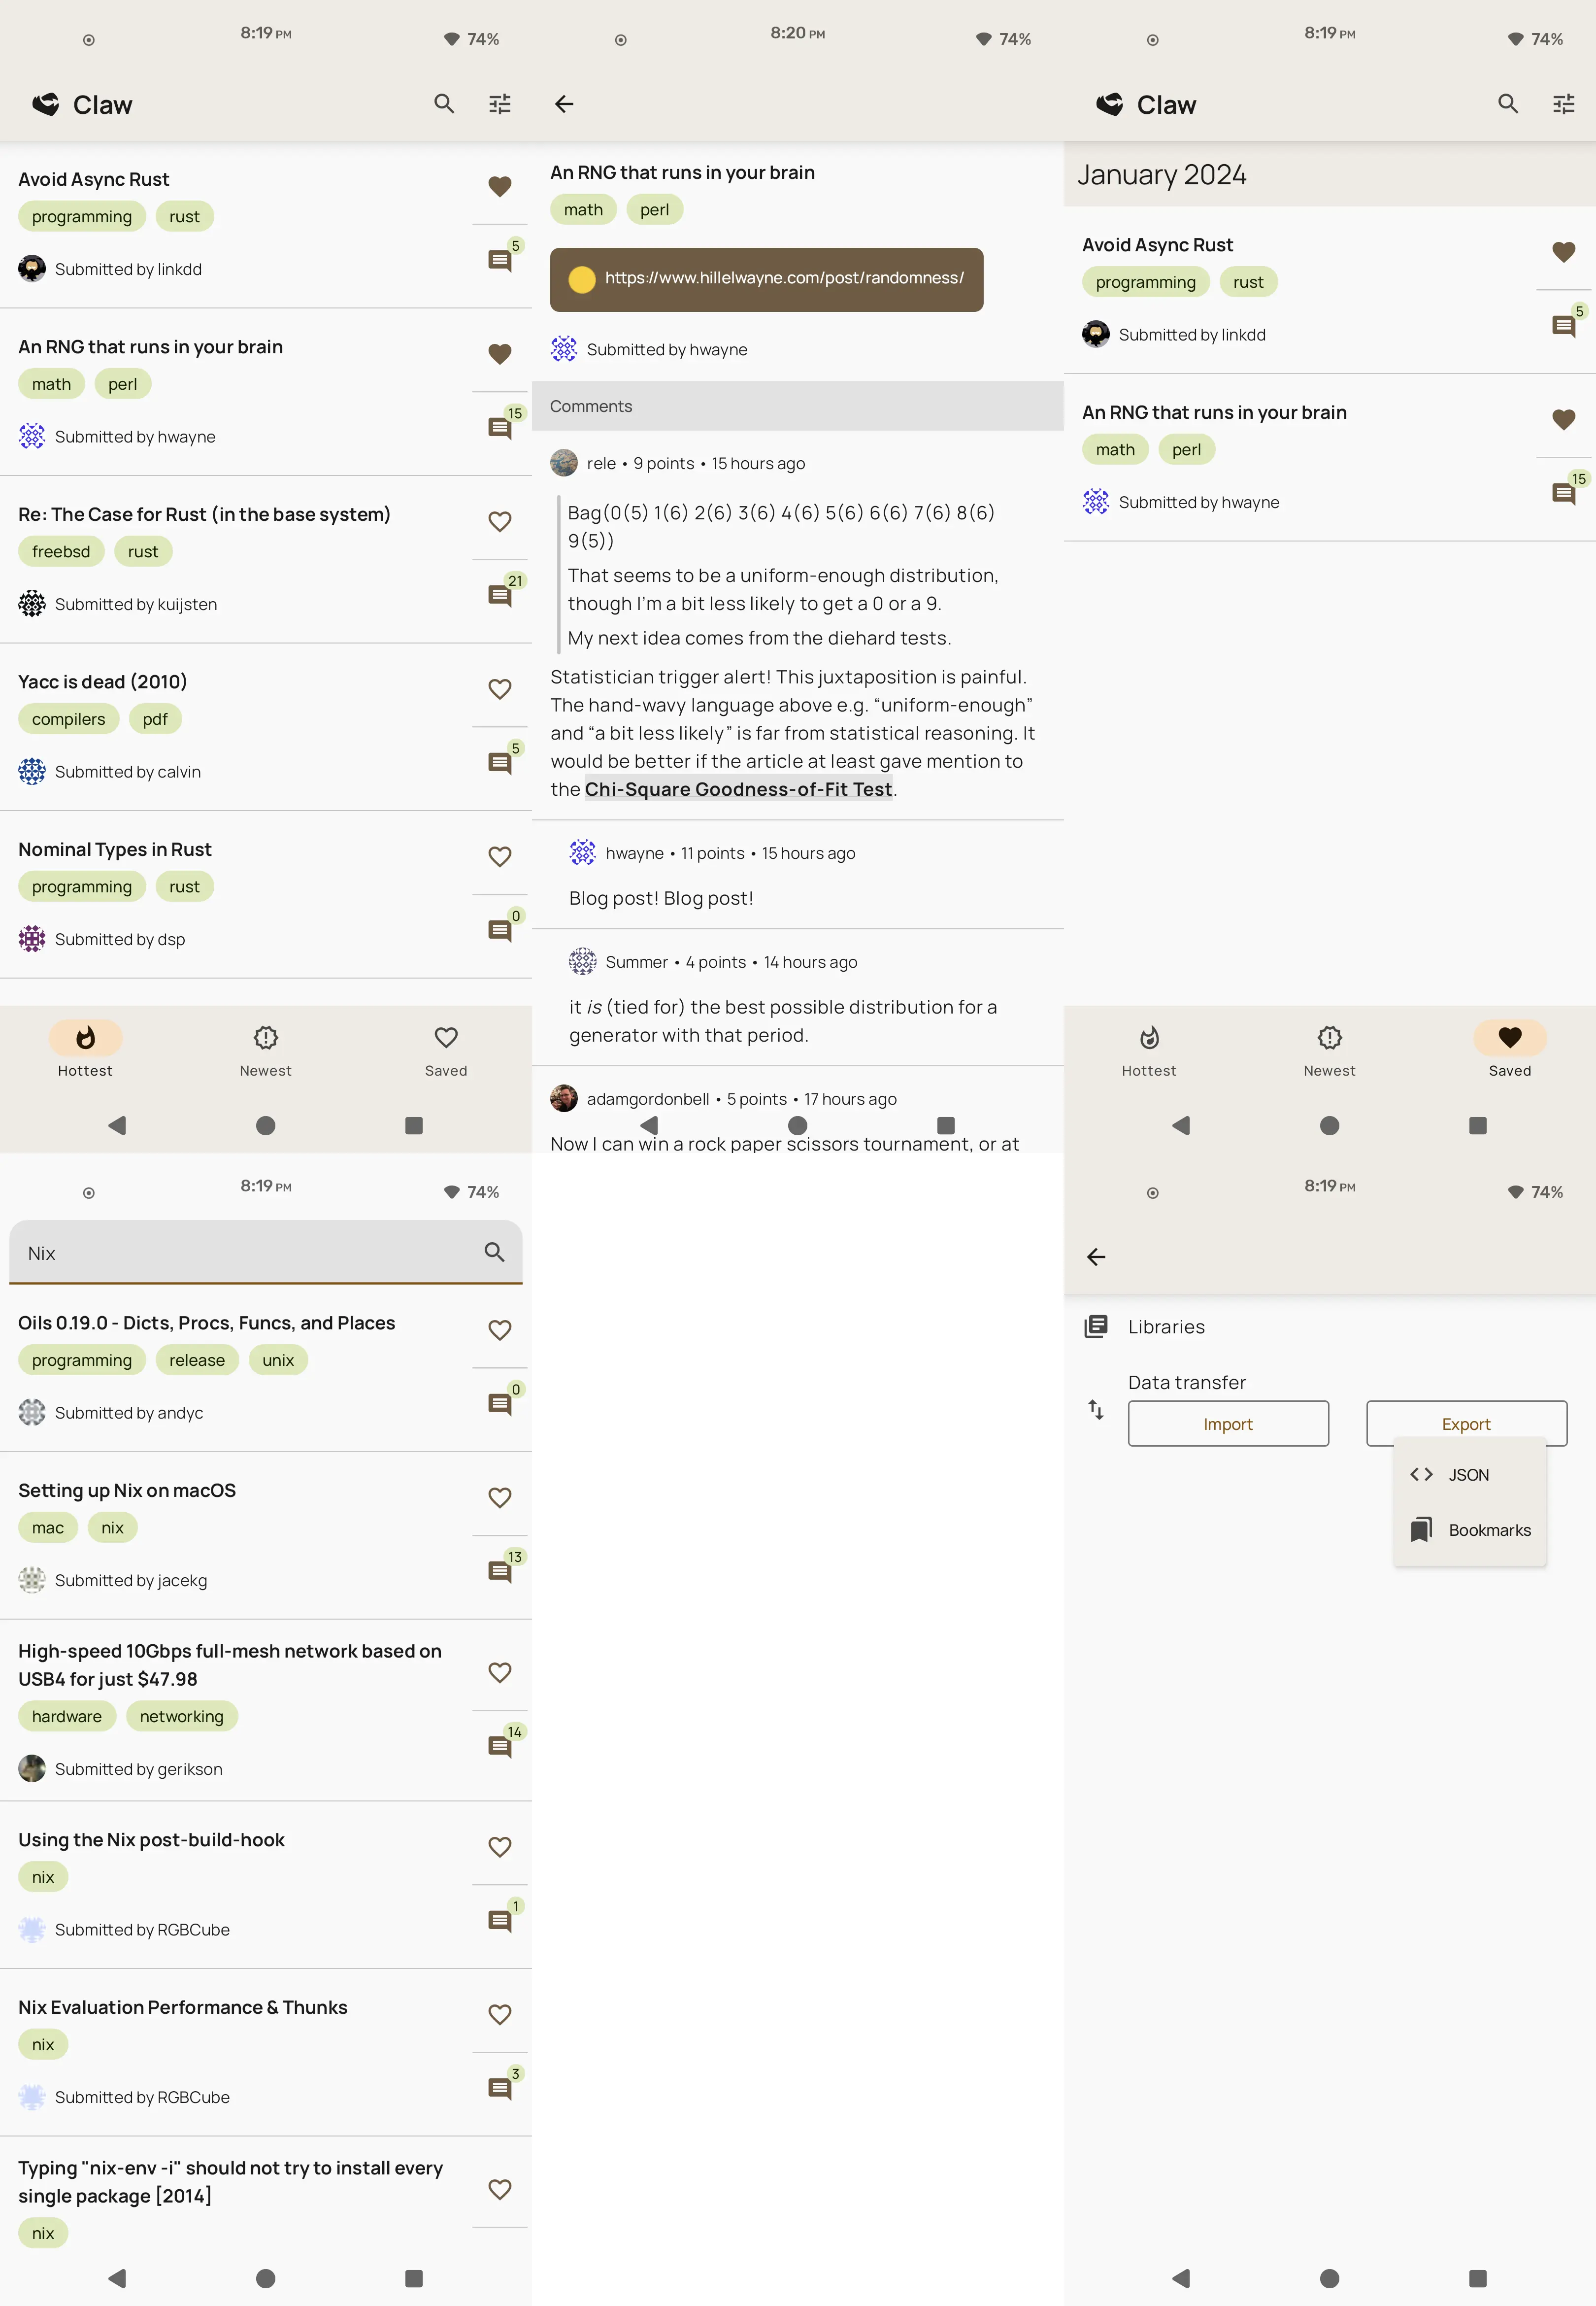 8:19 PM
74%
Claw
Avoid Async Rust
programming rust
Submitted by linkdd
5
An RNG that runs in your brain
math perl
Submitted by hwayne
15
Re: The Case for Rust (in the base system)
freebsd rust
Submitted by kuijsten
21
Yacc is dead (2010)
compilers pdf
Submitted by calvin
5
Nominal Types in Rust
programming rust
Submitted by dsp
0
Hottest Newest Saved
8:20 PM
74%
An RNG that runs in your brain
math perl
https://www.hillelwayne.com/post/randomness/
Submitted by hwayne
Comments
rele • 9 points • 15 hours ago
Bag(0(5) 1(6) 2(6) 3(6) 4(6) 5(6) 6(6) 7(6) 8(6)
9(5))
That seems to be a uniform-enough distribution,
though I'm a bit less likely to get a 0 or a 9.
My next idea comes from the diehard tests.
Statistician trigger alert! This juxtaposition is painful.
The hand-wavy language above e.g. “uniform-enough”
and “a bit less likely” is far from statistical reasoning. It
would be better if the article at least gave mention to
the Chi-Square Goodness-of-Fit Test.
hwayne • 11 points • 15 hours ago
Blog post! Blog post!
Summer • 4 points • 14 hours ago
it is (tied for) the best possible distribution for a
generator with that period.
adamgordonbell • 5 points • 17 hours ago
Now I can win a rock paper scissors tournament, or at
8:19 PM
74%
Claw
January 2024
Avoid Async Rust
programming rust
Submitted by linkdd
5
An RNG that runs in your brain
math perl
Submitted by hwayne
15
Hottest Newest Saved
8:19 PM
74%
Nix
Oils 0.19.0 - Dicts, Procs, Funcs, and Places
programming release unix
Submitted by andyc
0
Setting up Nix on macOS
mac nix
Submitted by jacekg
13
High-speed 10Gbps full-mesh network based on
USB4 for just $47.98
hardware networking
Submitted by gerikson
14
Using the Nix post-build-hook
nix
Submitted by RGBCube
1
Nix Evaluation Performance & Thunks
nix
Submitted by RGBCube
3
Typing "nix-env -i" should not try to install every
single package [2014]
nix
8:19 PM
74%
Libraries
Data transfer
Import Export
JSON
Bookmarks